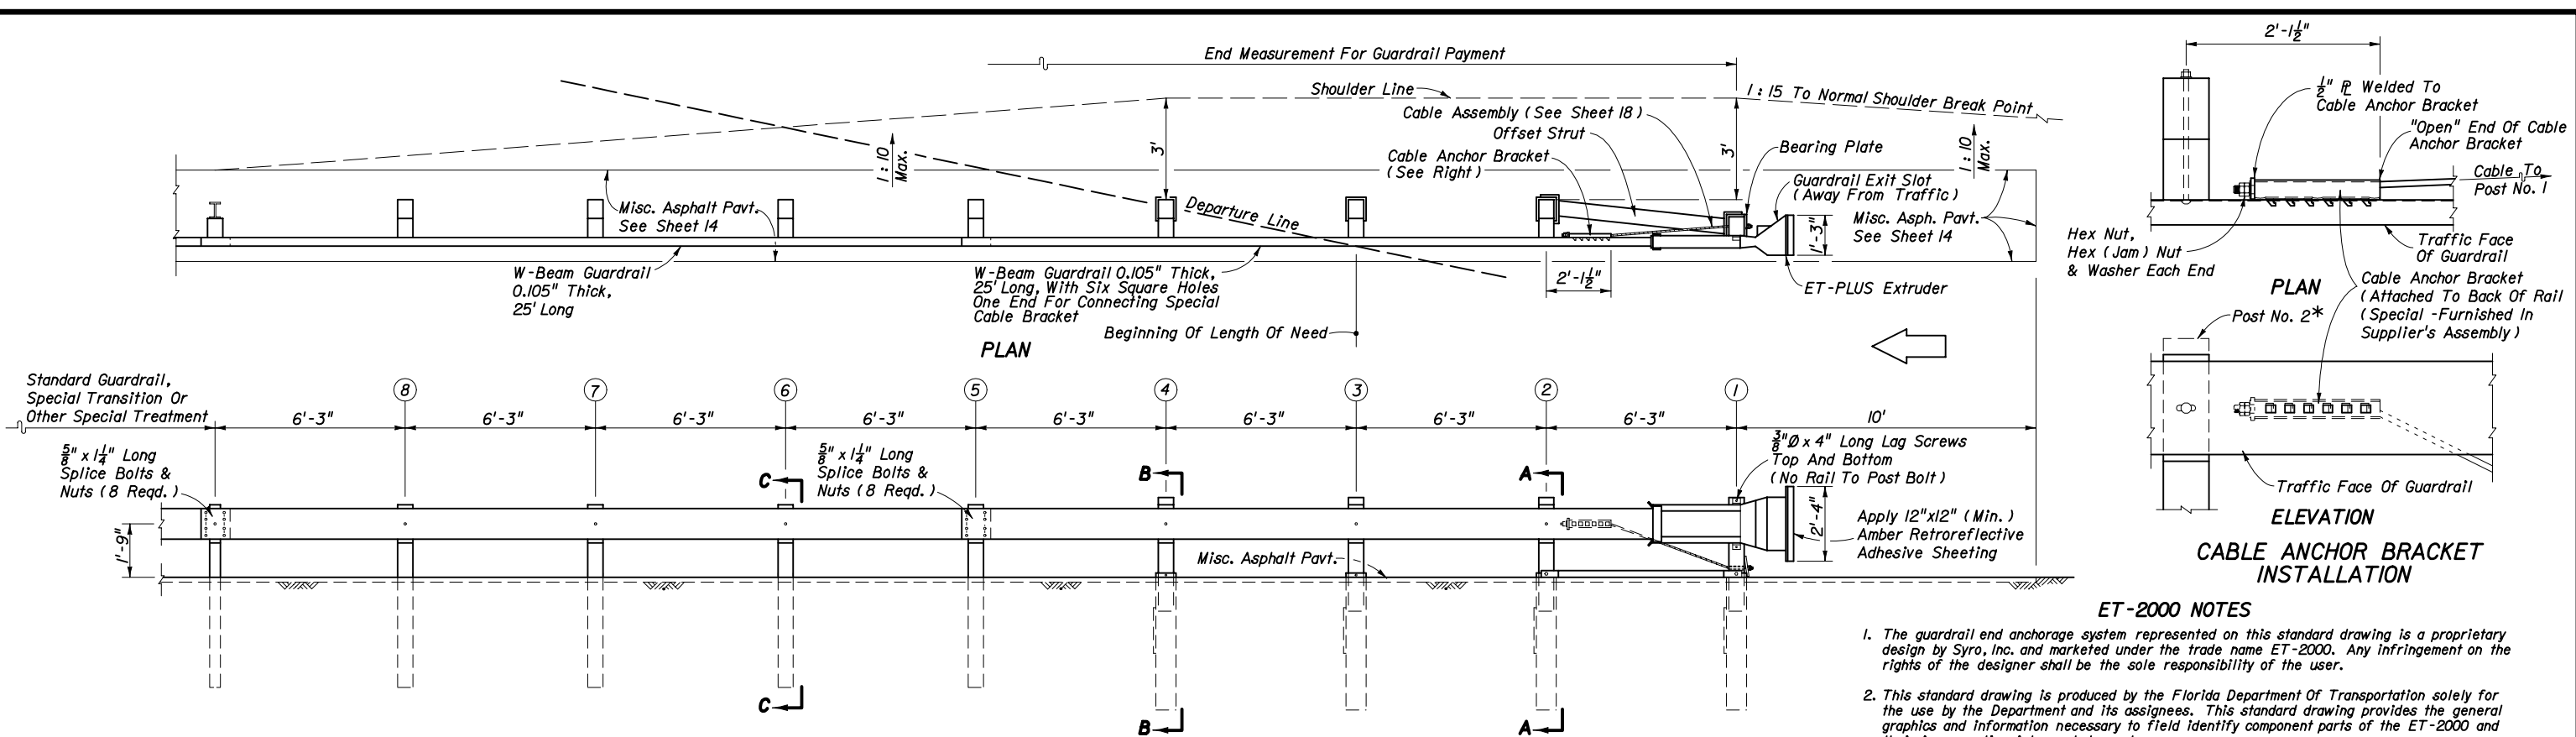 End Measurement For Guardrail Payment
Shoulder Line
1 : 15 To Normal Shoulder Break Point
Cable Assembly (See Sheet 18)
Offset Strut
Cable Anchor Bracket
(See Right)
Bearing Plate
3'
3'
1 : 10
Max.
1 : 10
Max.
Guardrail Exit Slot
(Away From Traffic)
Misc. Asphalt Pavt.
See Sheet 14
Departure Line
Misc. Asph. Pavt.
See Sheet 14
1'-3"
W-Beam Guardrail
0.105" Thick,
25' Long
W-Beam Guardrail 0.105" Thick,
25' Long, With Six Square Holes
One End For Connecting Special
Cable Bracket
2'-1½"
ET-PLUS Extruder
Beginning Of Length Of Need
PLAN
Standard Guardrail,
Special Transition Or
Other Special Treatment
8
7
6
5
4
3
2
1
6'-3"
6'-3"
6'-3"
6'-3"
6'-3"
6'-3"
6'-3"
6'-3"
10'
⅝" x 1¼" Long
Splice Bolts &
Nuts (8 Reqd.)
⅝" x 1¼" Long
Splice Bolts &
Nuts (8 Reqd.)
C
B
A
⅜"Ø x 4" Long Lag Screws
Top And Bottom
(No Rail To Post Bolt)
1'-9"
2'-4"
Apply 12"x12" (Min.)
Amber Retroreflective
Adhesive Sheeting
Misc. Asphalt Pavt.
C
B
A
2'-1½"
½" ℞ Welded To
Cable Anchor Bracket
"Open" End Of Cable
Anchor Bracket
Cable To
Post No. 1
Hex Nut,
Hex (Jam) Nut
& Washer Each End
Traffic Face
Of Guardrail
PLAN
Cable Anchor Bracket
(Attached To Back Of Rail
(Special -Furnished In
Supplier's Assembly)
Post No. 2*
Traffic Face Of Guardrail
ELEVATION
CABLE ANCHOR BRACKET
INSTALLATION
ET-2000 NOTES
1. The guardrail end anchorage system represented on this standard drawing is a proprietary
design by Syro, Inc. and marketed under the trade name ET-2000. Any infringement on the
rights of the designer shall be the sole responsibility of the user.
2. This standard drawing is produced by the Florida Department Of Transportation solely for
the use by the Department and its assignees. This standard drawing provides the general
graphics and information necessary to field identify component parts of the ET-2000 and